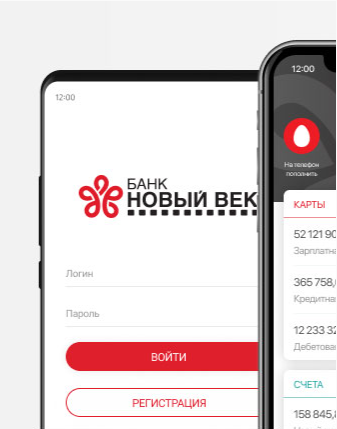 12:00
БАНК
НОВЫЙ ВЕК
Логин
Пароль
ВОЙТИ
РЕГИСТРАЦИЯ
12:00
На телефон
пополнить
КАРТЫ
52 121 90
Зарплатна
365 758,
Кредитна
12 233 32
Дебетова
СЧЕТА
158 845,